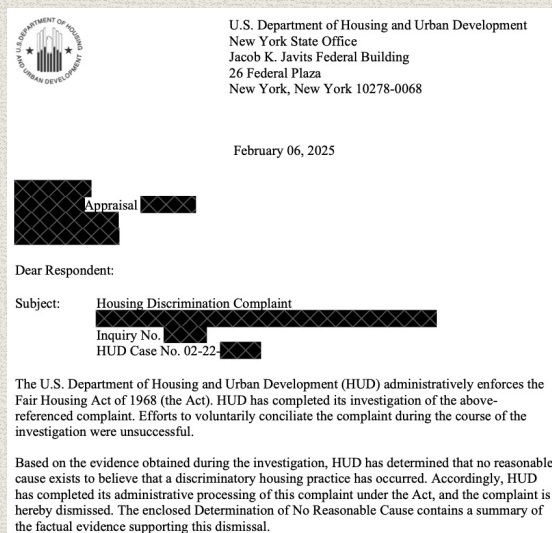 U.S. DEPARTMENT OF HOUSING AND URBAN DEVELOPMENT
U.S. Department of Housing and Urban Development
New York State Office
Jacob K. Javits Federal Building
26 Federal Plaza
New York, New York 10278-0068
February 06, 2025
Appraisal
Dear Respondent:
Subject: Housing Discrimination Complaint
Inquiry No.
HUD Case No. 02-22-
The U.S. Department of Housing and Urban Development (HUD) administratively enforces the
Fair Housing Act of 1968 (the Act). HUD has completed its investigation of the above-
referenced complaint. Efforts to voluntarily conciliate the complaint during the course of the
investigation were unsuccessful.
Based on the evidence obtained during the investigation, HUD has determined that no reasonable
cause exists to believe that a discriminatory housing practice has occurred. Accordingly, HUD
has completed its administrative processing of this complaint under the Act, and the complaint is
hereby dismissed. The enclosed Determination of No Reasonable Cause contains a summary of
the factual evidence supporting this dismissal.